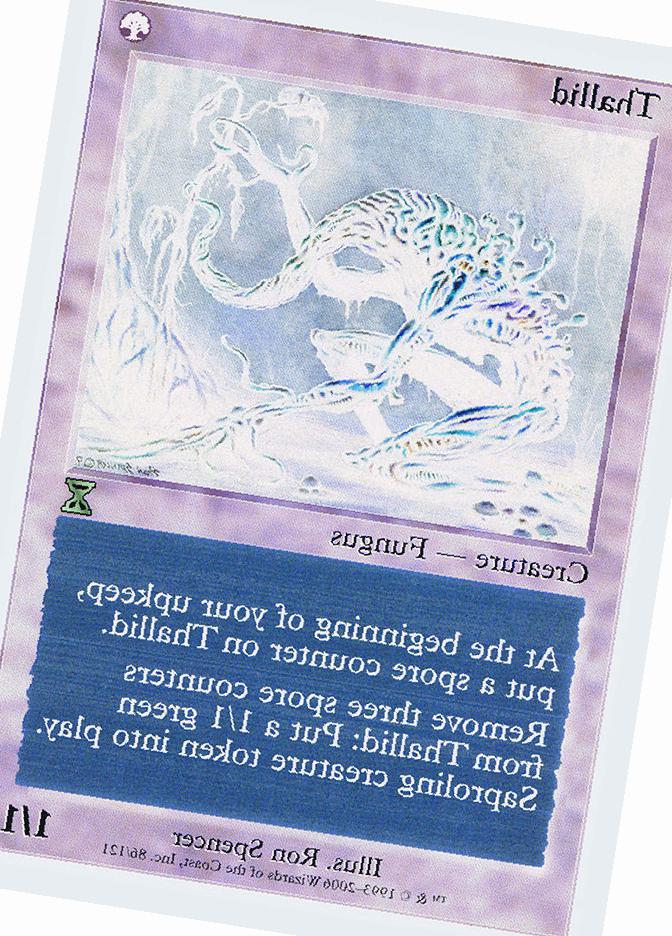 Thallid
Creature — Fungus
At the beginning of your upkeep,
put a spore counter on Thallid.
Remove three spore counters
from Thallid: Put a 1/1 green
Saproling creature token into play.
1/1
Illus. Ron Spencer
™ & © 1993–2006 Wizards of the Coast, Inc. 86/121